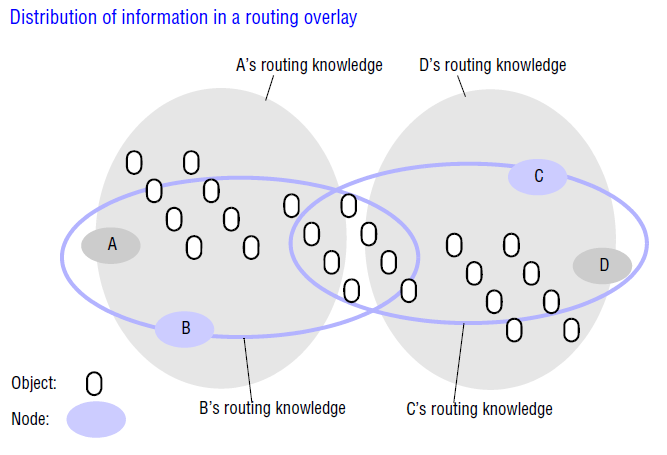 Distribution of information in a routing overlay
A’s routing knowledge
D’s routing knowledge
C
A
D
B
Object:
B’s routing knowledge
C’s routing knowledge
Node: